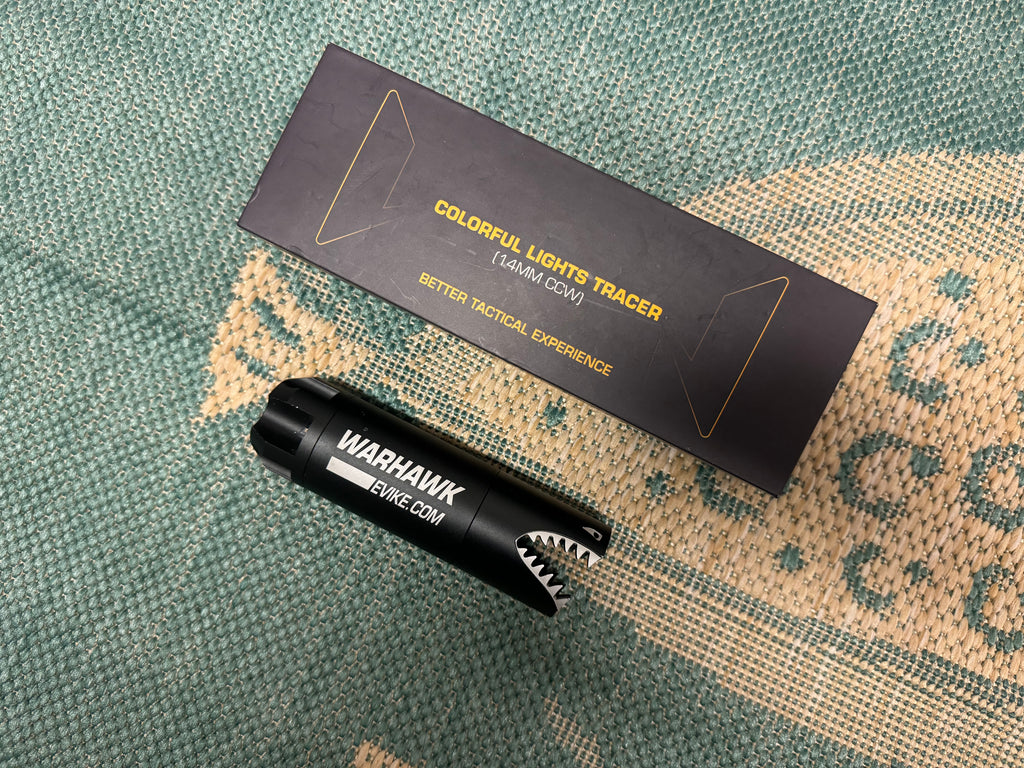 COLORFUL LIGHTS TRACER
(14MM CCW)
BETTER TACTICAL EXPERIENCE
WARHAWK
EVIKE.COM